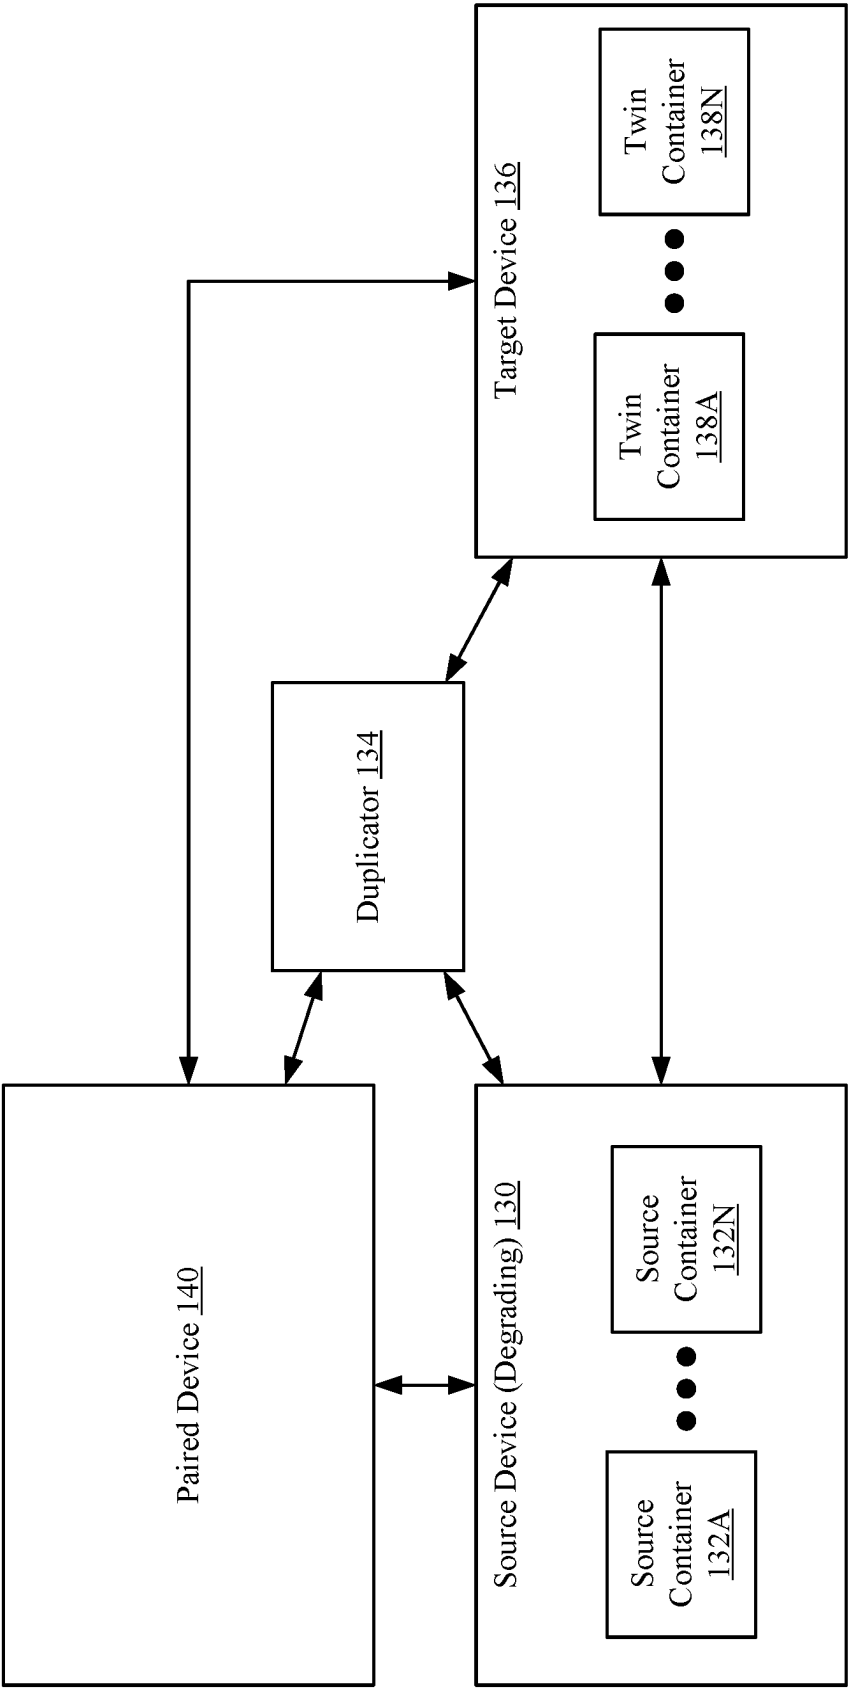 Paired Device 140
Duplicator 134
Source Device (Degrading) 130
Source
Container
132A
Source
Container
132N
Target Device 136
Twin
Container
138A
Twin
Container
138N